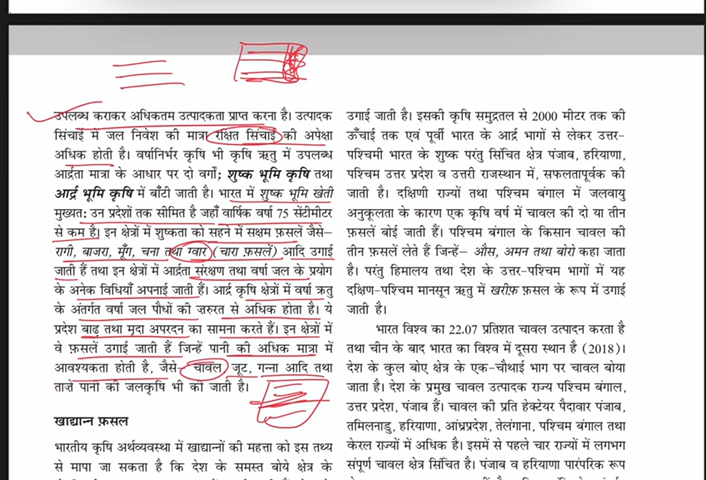 उपलब्ध कराकर अधिकतम उत्पादकता प्राप्त करना है। उत्पादक
सिंचाई में जल निवेश की मात्रा रक्षित सिंचाई की अपेक्षा
अधिक होती है। वर्षानिर्भर कृषि भी कृषि ऋतु में उपलब्ध
आर्द्रता मात्रा के आधार पर दो वर्गों; शुष्क भूमि कृषि तथा
आर्द्र भूमि कृषि में बाँटी जाती है। भारत में शुष्क भूमि खेती
मुख्यत: उन प्रदेशों तक सीमित है जहाँ वार्षिक वर्षा 75 सेंटीमीटर
से कम है। इन क्षेत्रों में शुष्कता को सहने में सक्षम फ़सलें जैसे–
रागी, बाजरा, मूँग, चना तथा ग्वार (चारा फ़सलें) आदि उगाई
जाती हैं तथा इन क्षेत्रों में आर्द्रता संरक्षण तथा वर्षा जल के प्रयोग
के अनेक विधियाँ अपनाई जाती हैं। आर्द्र कृषि क्षेत्रों में वर्षा ऋतु
के अंतर्गत वर्षा जल पौधों की ज़रुरत से अधिक होता है। ये
प्रदेश बाढ़ तथा मृदा अपरदन का सामना करते हैं। इन क्षेत्रों में
वे फ़सलें उगाई जाती हैं जिन्हें पानी की अधिक मात्रा में
आवश्यकता होती है, जैसे– चावल, जूट, गन्ना आदि तथा
ताज़े पानी की जलकृषि भी की जाती है।
खाद्यान्न फ़सल
भारतीय कृषि अर्थव्यवस्था में खाद्यान्नों की महत्ता को इस तथ्य
से मापा जा सकता है कि देश के समस्त बोये क्षेत्र के
उगाई जाती है। इसकी कृषि समुद्रतल से 2000 मीटर तक की
ऊँचाई तक एवं पूर्वी भारत के आर्द्र भागों से लेकर उत्तर-
पश्चिमी भारत के शुष्क परंतु सिंचित क्षेत्र पंजाब, हरियाणा,
पश्चिम उत्तर प्रदेश व उत्तरी राजस्थान में, सफलतापूर्वक की
जाती है। दक्षिणी राज्यों तथा पश्चिम बंगाल में जलवायु
अनुकूलता के कारण एक कृषि वर्ष में चावल की दो या तीन
फ़सलें बोई जाती हैं। पश्चिम बंगाल के किसान चावल की
तीन फ़सलें लेते हैं जिन्हें– औस, अमन तथा बोरो कहा जाता
है। परंतु हिमालय तथा देश के उत्तर-पश्चिम भागों में यह
दक्षिण-पश्चिम मानसून ऋतु में खरीफ़ फ़सल के रूप में उगाई
जाती है।
भारत विश्व का 22.07 प्रतिशत चावल उत्पादन करता है
तथा चीन के बाद भारत का विश्व में दूसरा स्थान है (2018)।
देश के कुल बोए क्षेत्र के एक-चौथाई भाग पर चावल बोया
जाता है। देश के प्रमुख चावल उत्पादक राज्य पश्चिम बंगाल,
उत्तर प्रदेश, पंजाब हैं। चावल की प्रति हेक्टेयर पैदावार पंजाब,
तमिलनाडु, हरियाणा, आंध्रप्रदेश, तेलंगाना, पश्चिम बंगाल तथा
केरल राज्यों में अधिक है। इसमें से पहले चार राज्यों में लगभग
संपूर्ण चावल क्षेत्र सिंचित है। पंजाब व हरियाणा पारंपरिक रूप